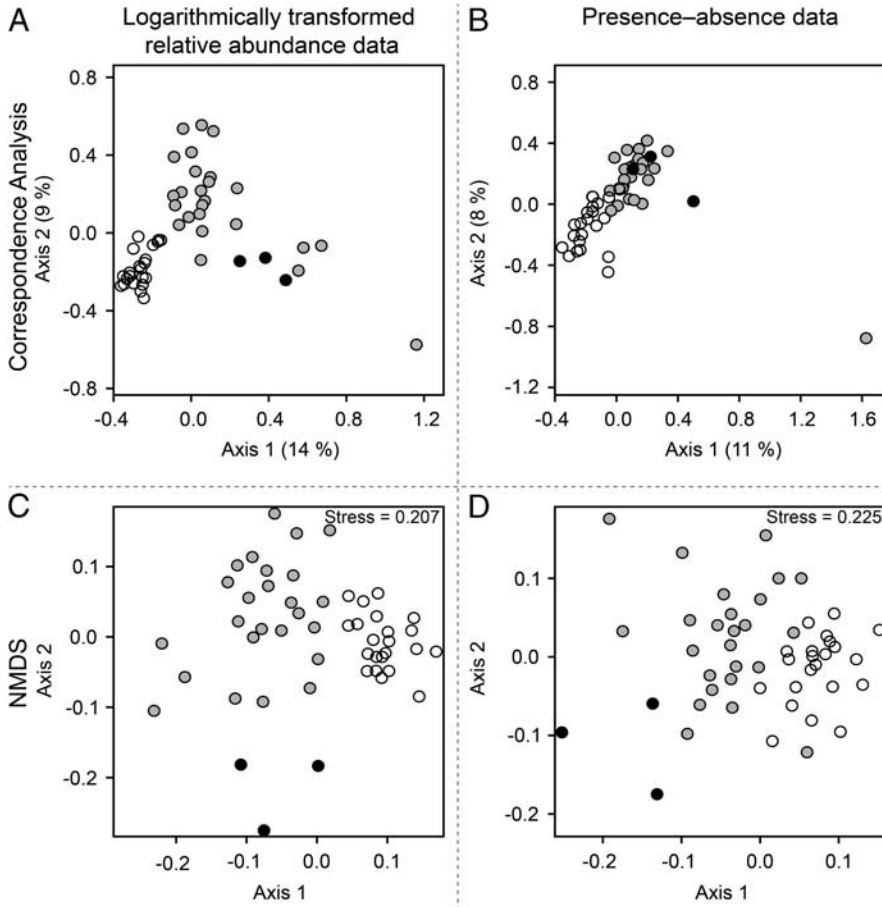 A
Logarithmically transformed
relative abundance data
B
Presence–absence data
Correspondence Analysis
Axis 2 (9 %)
0.8
0.4
0.0
-0.4
-0.8
-0.4
0.0
0.4
0.8
1.2
Axis 1 (14 %)
Axis 2 (8 %)
0.8
0.4
0.0
-0.4
-0.8
-1.2
-0.4
0.0
0.4
0.8
1.2
1.6
Axis 1 (11 %)
C
Stress = 0.207
NMDS
Axis 2
0.1
0.0
-0.1
-0.2
-0.2
-0.1
0.0
0.1
Axis 1
D
Stress = 0.225
Axis 2
0.1
0.0
-0.1
-0.2
-0.2
-0.1
0.0
0.1
Axis 1